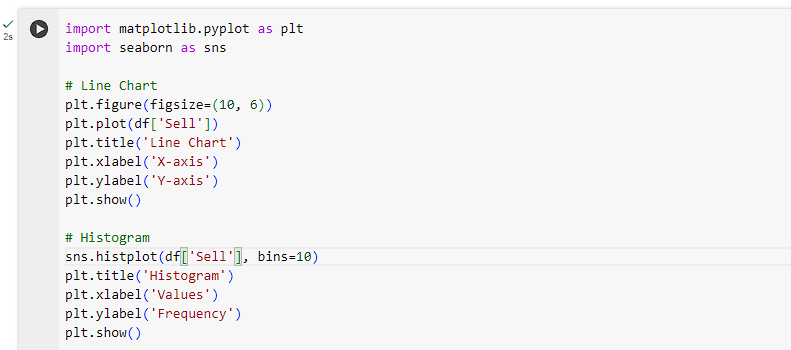 import matplotlib.pyplot as plt
import seaborn as sns
2s
# Line Chart
plt.figure(figsize=(10, 6))
plt.plot(df['Sell'])
plt.title('Line Chart')
plt.xlabel('X-axis')
plt.ylabel('Y-axis')
plt.show()
# Histogram
sns.histplot(df['Sell'], bins=10)
plt.title('Histogram')
plt.xlabel('Values')
plt.ylabel('Frequency')
plt.show()